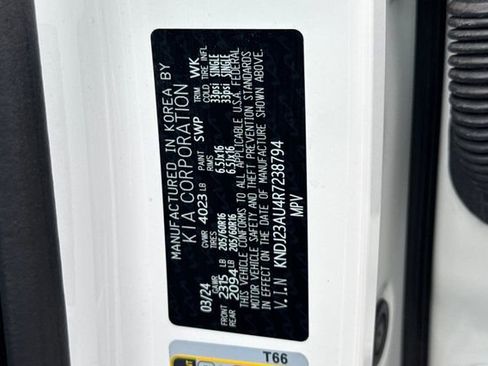 MANUFACTURED IN KOREA BY
KIA CORPORATION
GVWR 4023 LB PAINT SWP TRIM WK
03/24 GAWR TIRES RIMS COLD TIRE INFL
FRONT 2315 LB 205/60R16 6.5Jx16 33psi SINGLE
REAR 2094 LB 205/60R16 6.5Jx16 33psi SINGLE
THIS VEHICLE CONFORMS TO ALL APPLICABLE U.S.A. FEDERAL
MOTOR VEHICLE SAFETY AND THEFT PREVENTION STANDARDS
IN EFFECT ON THE DATE OF MANUFACTURE SHOWN ABOVE.
V.I.N KNDJ23AU4R7238794
MPV
T66